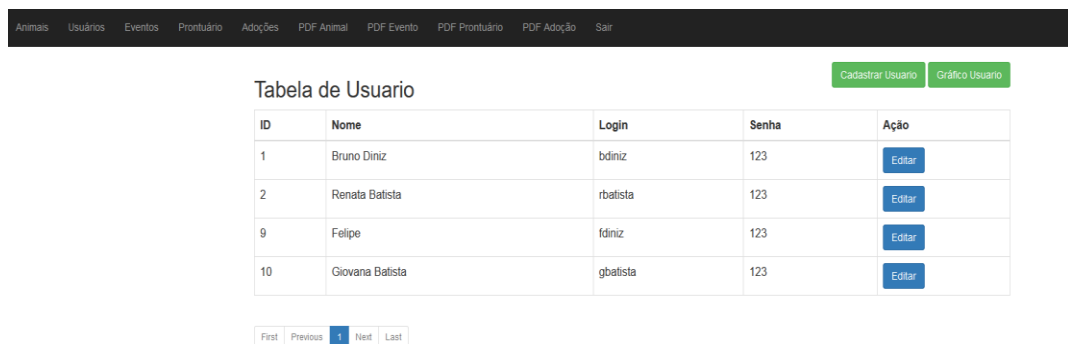 Animais Usuários Eventos Prontuário Adoções PDF Animal PDF Evento PDF Prontuário PDF Adoção Sair
Cadastrar Usuario Gráfico Usuario
Tabela de Usuario
ID Nome Login Senha Ação
1 Bruno Diniz bdiniz 123 Editar
2 Renata Batista rbatista 123 Editar
9 Felipe fdiniz 123 Editar
10 Giovana Batista gbatista 123 Editar
First Previous 1 Next Last